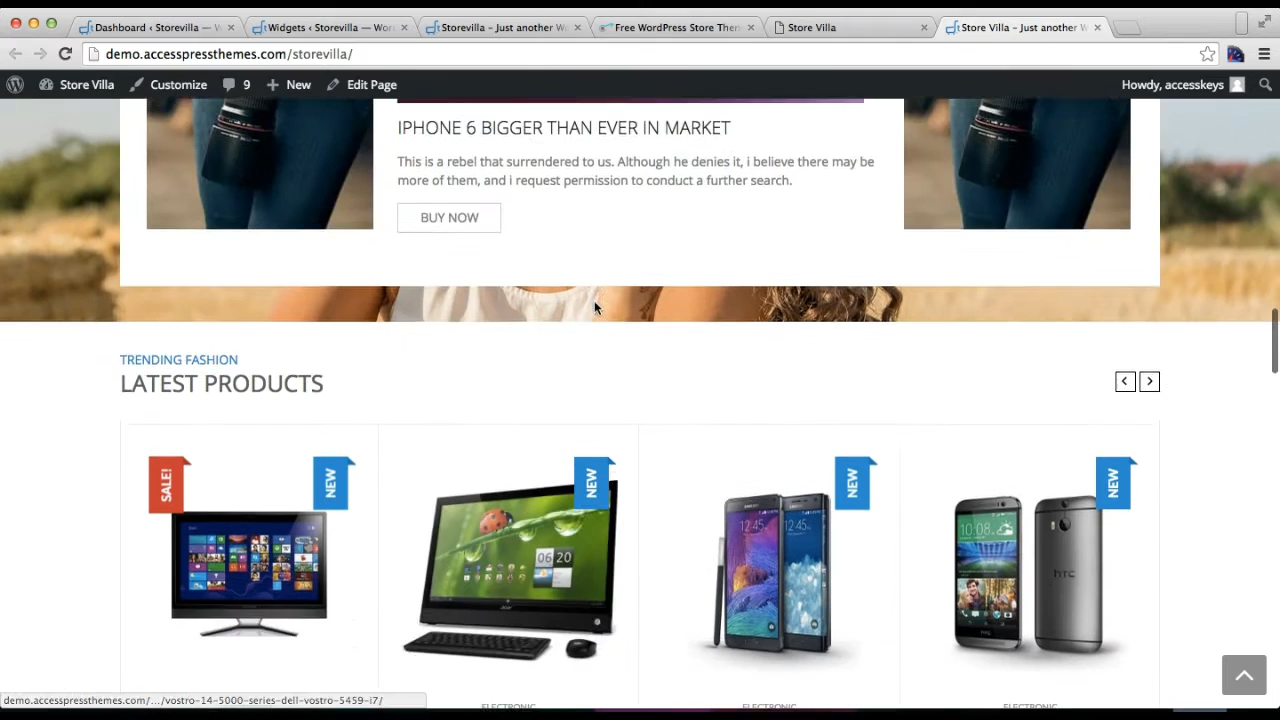 Dashboard ‹ Storevilla — W
Widgets ‹ Storevilla — Wor
Storevilla – Just another W
Free WordPress Store Them
Store Villa
Store Villa – Just another W
demo.accesspressthemes.com/storevilla/
Store Villa
Customize
9
New
Edit Page
Howdy, accesskeys
IPHONE 6 BIGGER THAN EVER IN MARKET
This is a rebel that surrendered to us. Although he denies it, i believe there may be
more of them, and i request permission to conduct a further search.
BUY NOW
TRENDING FASHION
LATEST PRODUCTS
SALE!
NEW
NEW
NEW
NEW
06 20
12:45
12:45
10:08
hTC
acer
demo.accesspressthemes.com/.../vostro-14-5000-series-dell-vostro-5459-i7/
ELECTRONIC
ELECTRONIC
ELECTRONIC